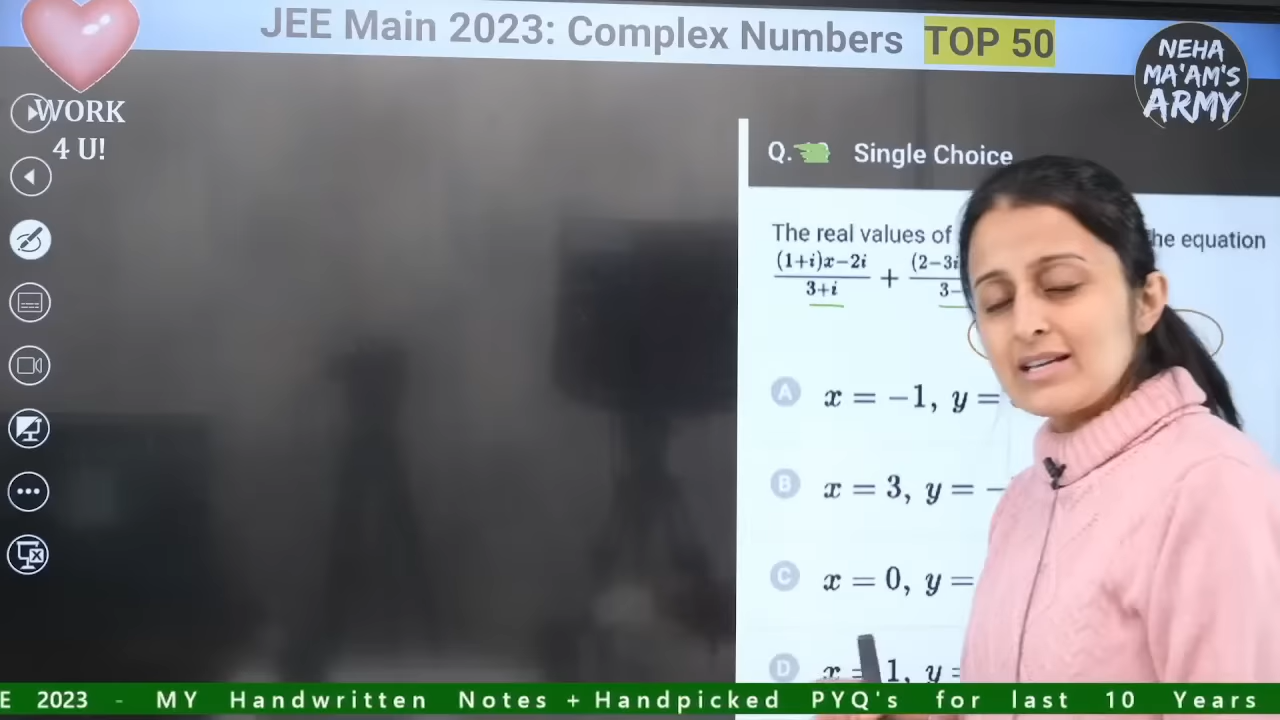 JEE Main 2023: Complex Numbers TOP 50
WORK
4 U!
NEHA
MA'AM'S
ARMY
Q. Single Choice
The real values of he equation
(1+i)x−2i
3+i
+
(2−3i
3−
A x = −1, y =
B x = 3, y = −
C x = 0, y =
D x = 1, y =
E 2023 - MY Handwritten Notes + Handpicked PYQ's for last 10 Years